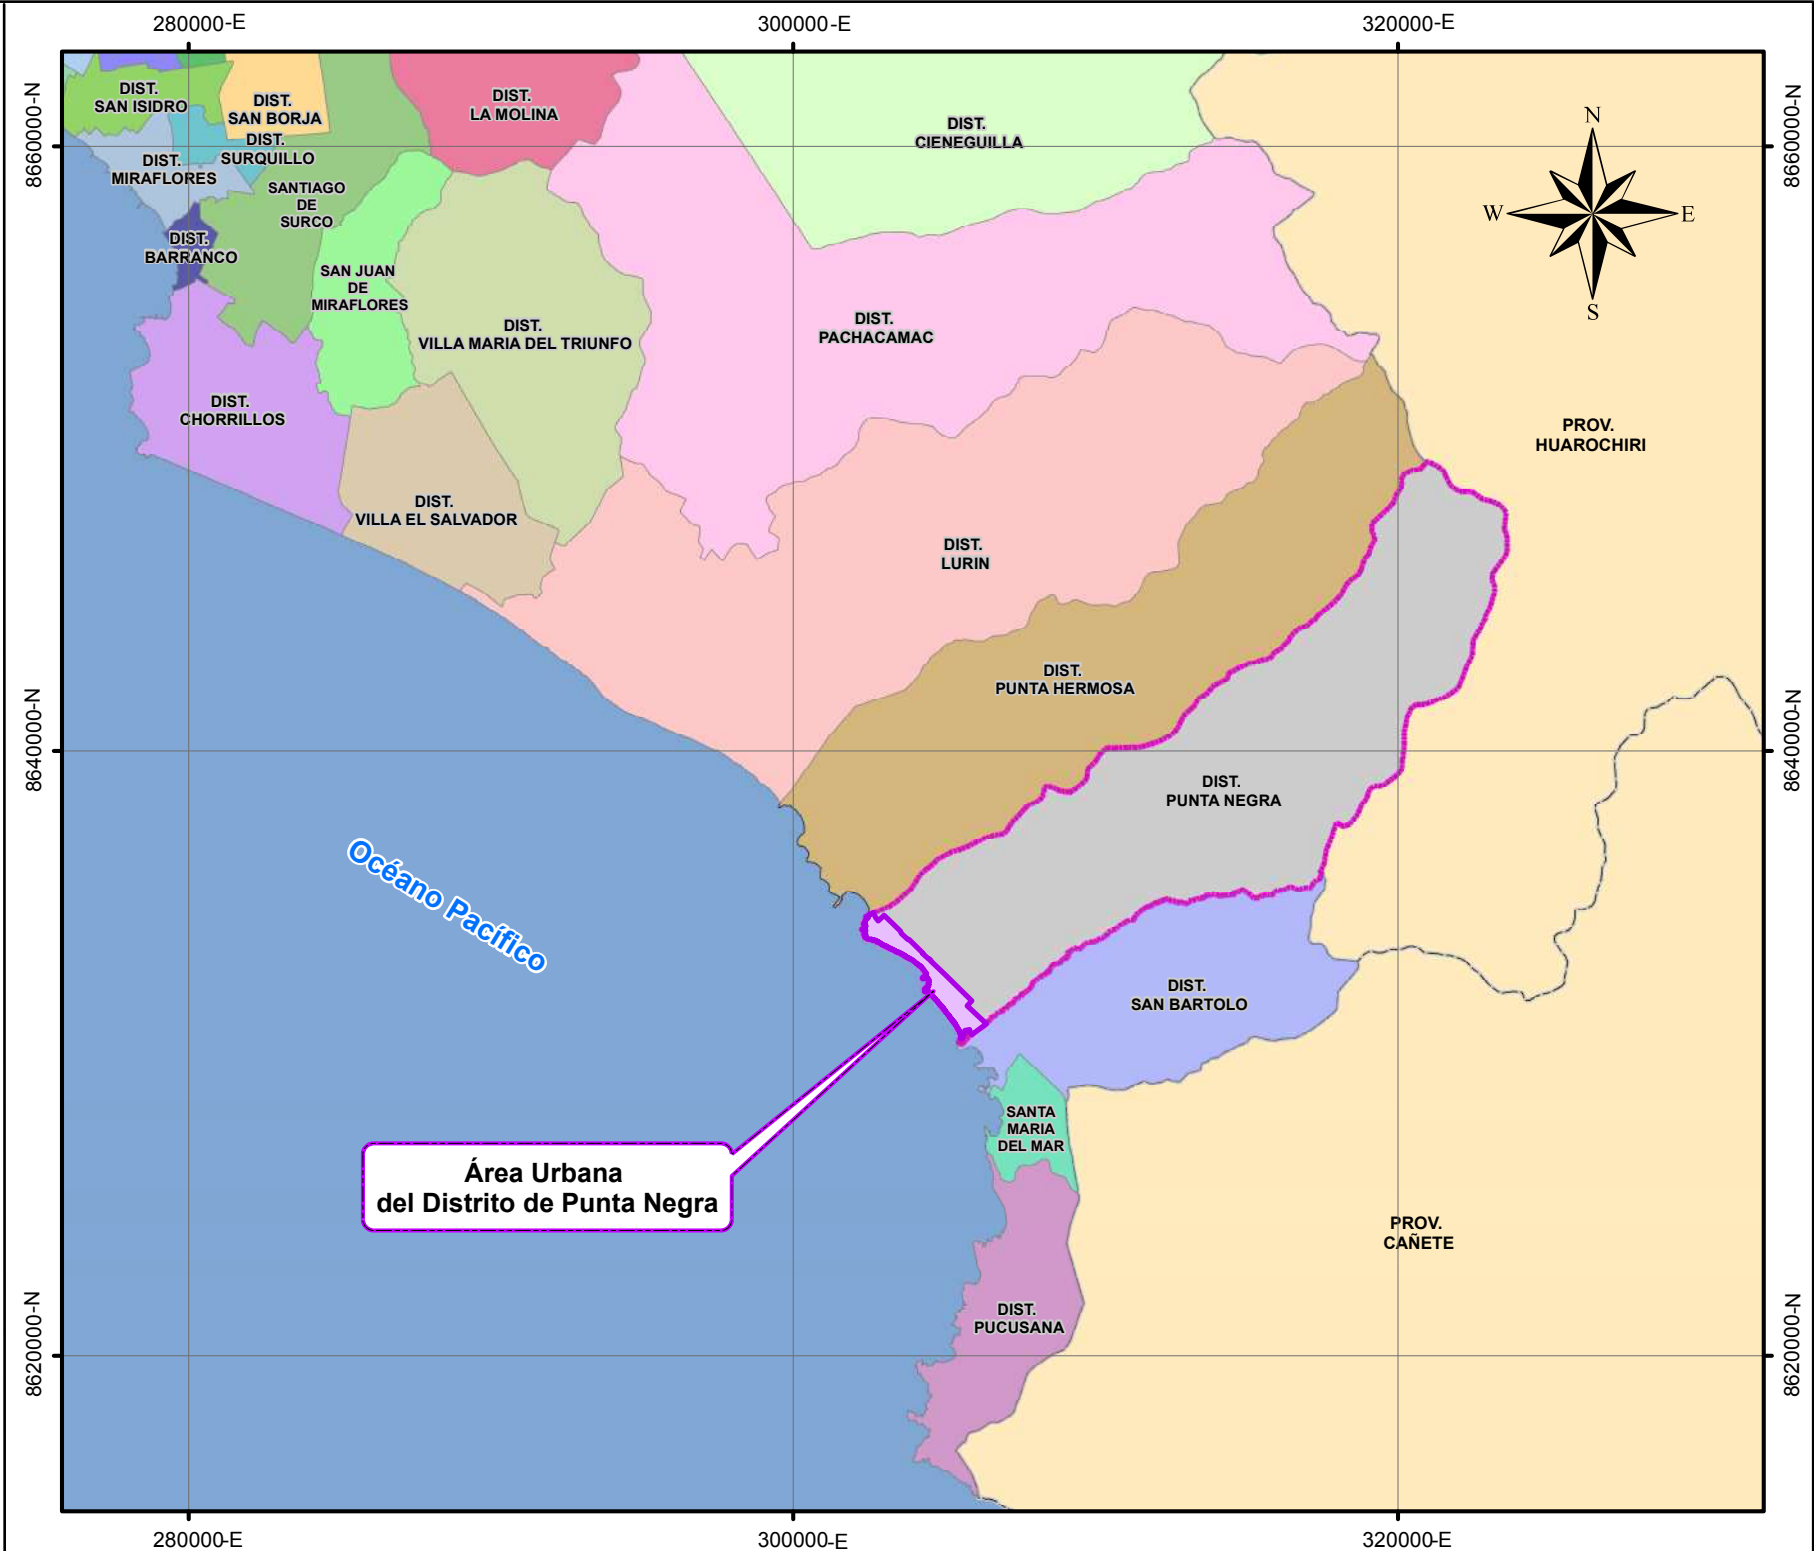 280000-E
300000-E
320000-E
8660000-N
8660000-N
DIST.
SAN ISIDRO
DIST.
SAN BORJA
DIST.
LA MOLINA
DIST.
CIENEGUILLA
N
W
E
S
DIST.
SURQUILLO
DIST.
MIRAFLORES
SANTIAGO
DE
SURCO
DIST.
BARRANCO
SAN JUAN
DE
MIRAFLORES
DIST.
VILLA MARIA DEL TRIUNFO
DIST.
PACHACAMAC
DIST.
CHORRILLOS
PROV.
HUAROCHIRI
DIST.
VILLA EL SALVADOR
DIST.
LURIN
DIST.
PUNTA HERMOSA
8640000-N
8640000-N
DIST.
PUNTA NEGRA
Océano Pacífico
DIST.
SAN BARTOLO
SANTA
MARIA
DEL MAR
Área Urbana
del Distrito de Punta Negra
PROV.
CAÑETE
DIST.
PUCUSANA
8620000-N
8620000-N
280000-E
300000-E
320000-E